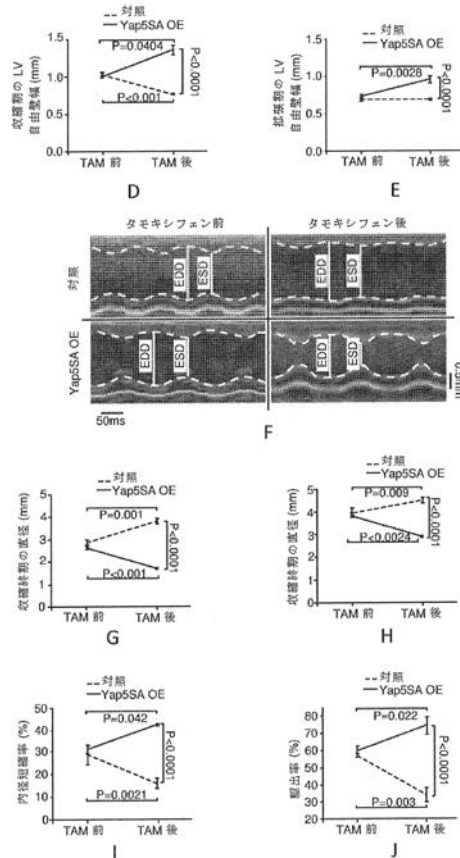 対照
Yap5SA OE
収縮期の LV
自由壁幅 (mm)
1.5
1.0
0.5
0.0
P=0.0404
P<0.0001
P<0.001
TAM 前
TAM 後
D
対照
Yap5SA OE
拡張期の LV
自由壁幅 (mm)
1.5
1.0
0.5
0.0
P=0.0028
P<0.0001
TAM 前
TAM 後
E
タモキシフェン前
タモキシフェン後
対照
EDD
ESD
EDD
ESD
Yap5SA OE
EDD
ESD
EDD
ESD
50ms
F
対照
Yap5SA OE
収縮終期の直径 (mm)
5
4
3
2
1
0
P=0.001
P<0.0001
P<0.001
TAM 前
TAM 後
G
対照
Yap5SA OE
収縮終期の直径 (mm)
5
4
3
2
1
0
P=0.009
P<0.0001
P<0.0024
TAM 前
TAM 後
H
対照
Yap5SA OE
内径短縮率 (%)
50
40
30
20
10
0
P=0.042
P<0.0001
P=0.0021
TAM 前
TAM 後
I
対照
Yap5SA OE
駆出率 (%)
80
70
60
50
40
30
20
P=0.022
P<0.0001
P=0.003
TAM 前
TAM 後
J